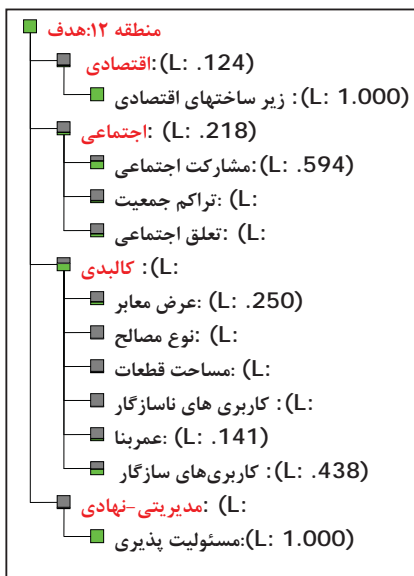 منطقه ۱۲:هدف
اقتصادی:(L: .124)
زیر ساختهای اقتصادی :(L: 1.000)
اجتماعی: (L: .218)
مشارکت اجتماعی:(L: .594)
تراکم جمعیت: (L:
تعلق اجتماعی: (L:
کالبدی :(L:
عرض معابر: (L: .250)
نوع مصالح: (L:
مساحت قطعات: (L:
کاربری های ناسازگار :(L:
عمربنا: (L: .141)
کاربری‌های سازگار :(L: .438)
مدیریتی-نهادی: (L:
مسئولیت پذیری:(L: 1.000)